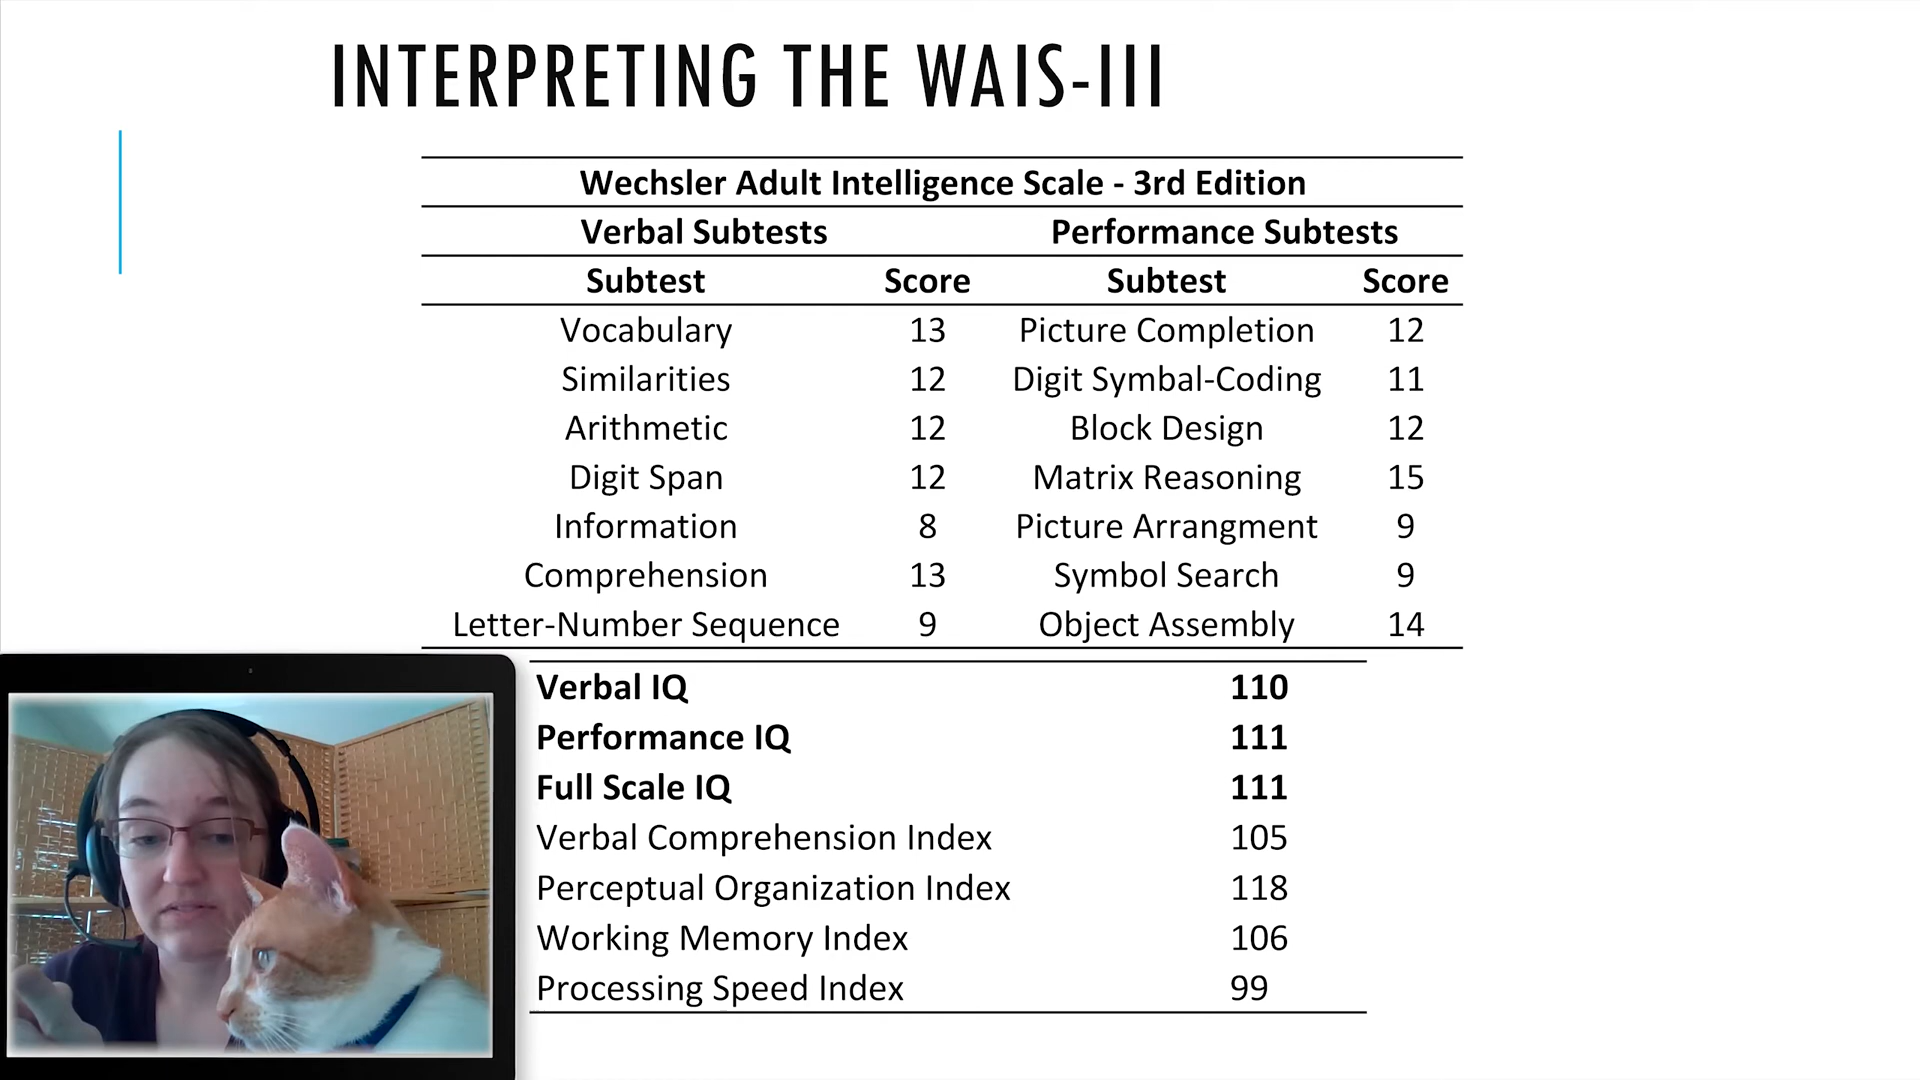 INTERPRETING THE WAIS-III
Wechsler Adult Intelligence Scale - 3rd Edition
Verbal Subtests Performance Subtests
Subtest Score Subtest Score
Vocabulary 13 Picture Completion 12
Similarities 12 Digit Symbal-Coding 11
Arithmetic 12 Block Design 12
Digit Span 12 Matrix Reasoning 15
Information 8 Picture Arrangment 9
Comprehension 13 Symbol Search 9
Letter-Number Sequence 9 Object Assembly 14
Verbal IQ 110
Performance IQ 111
Full Scale IQ 111
Verbal Comprehension Index 105
Perceptual Organization Index 118
Working Memory Index 106
Processing Speed Index 99